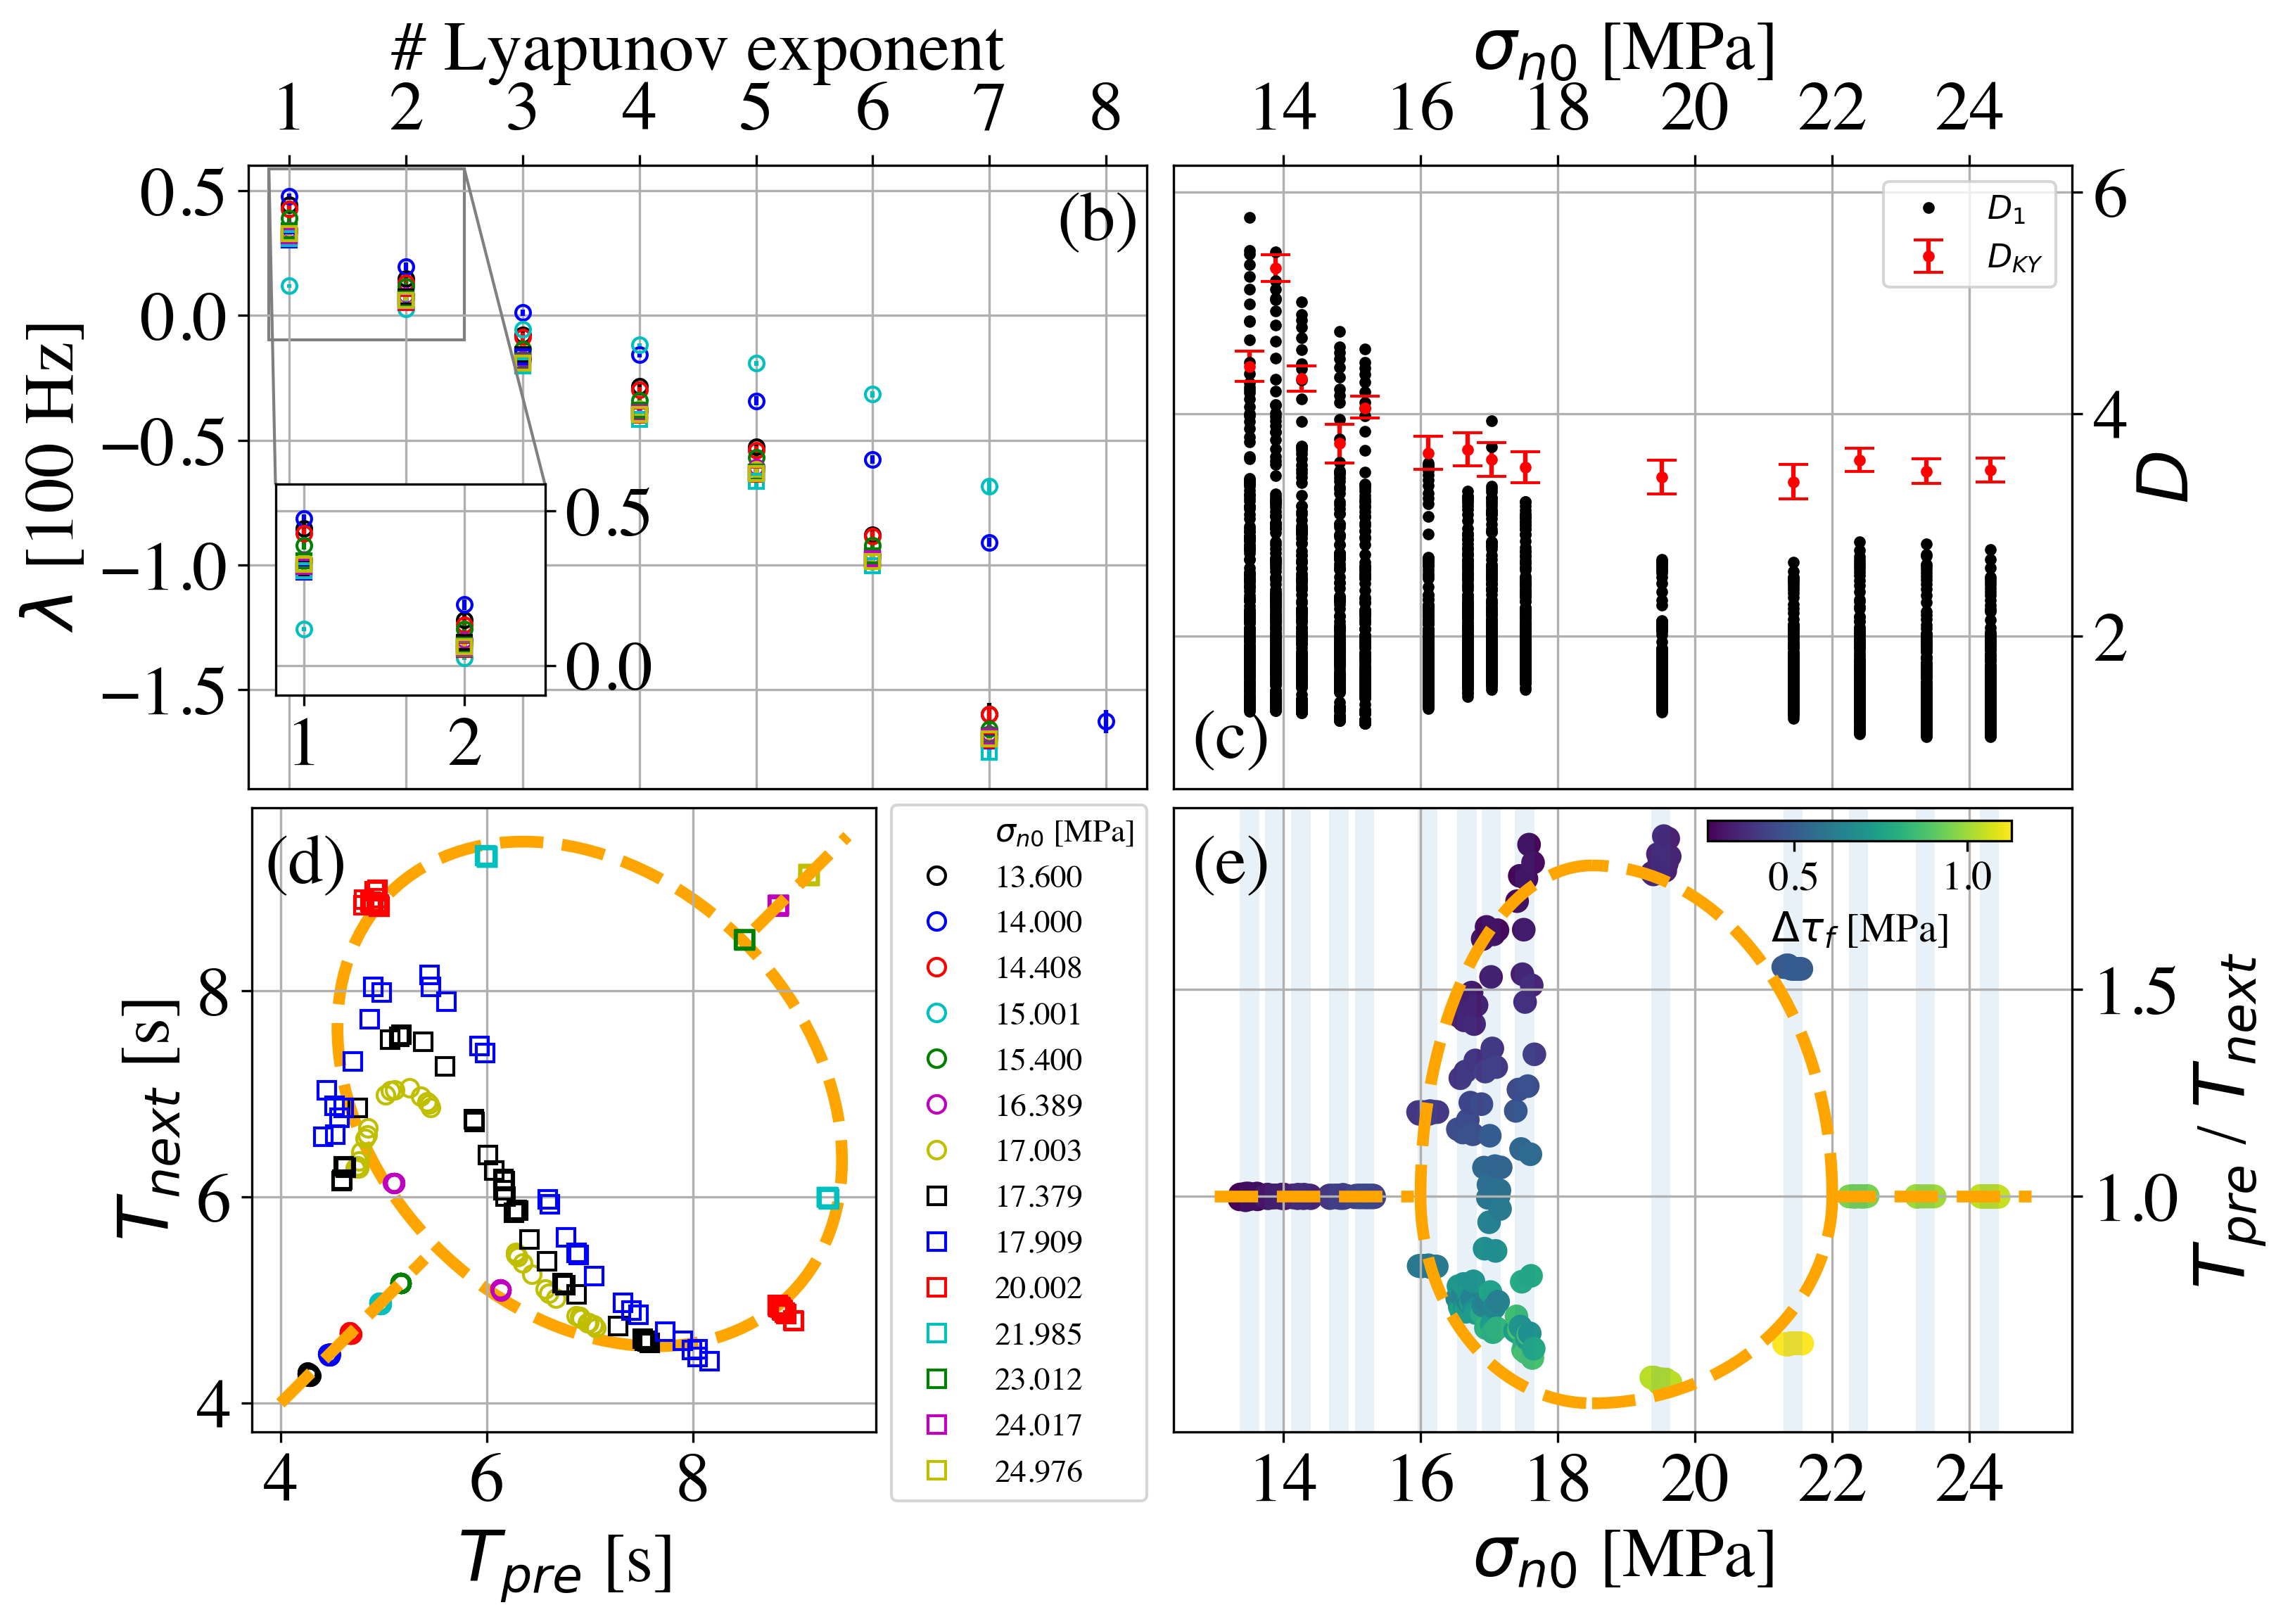 # Lyapunov exponent
1 2 3 4 5 6 7 8
σn0 [MPa]
14 16 18 20 22 24
(b)
λ [100 Hz]
0.5
0.0
−0.5
−1.0
−1.5
0.5
0.0
1 2
(c)
D1
DKY
6
4
2
D
(d)
Tnext [s]
8
6
4
4 6 8
Tpre [s]
σn0 [MPa]
13.600
14.000
14.408
15.001
15.400
16.389
17.003
17.379
17.909
20.002
21.985
23.012
24.017
24.976
(e)
0.5 1.0
Δτf [MPa]
1.5
1.0
Tpre / Tnext
14 16 18 20 22 24
σn0 [MPa]